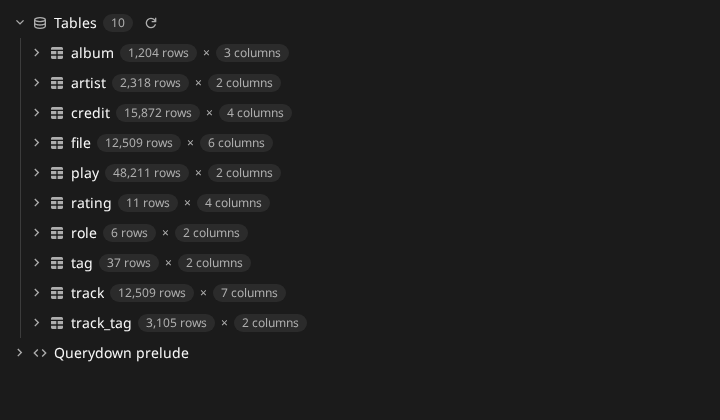 Tables 10
album 1,204 rows × 3 columns
artist 2,318 rows × 2 columns
credit 15,872 rows × 4 columns
file 12,509 rows × 6 columns
play 48,211 rows × 2 columns
rating 11 rows × 4 columns
role 6 rows × 2 columns
tag 37 rows × 2 columns
track 12,509 rows × 7 columns
track_tag 3,105 rows × 2 columns
Querydown prelude